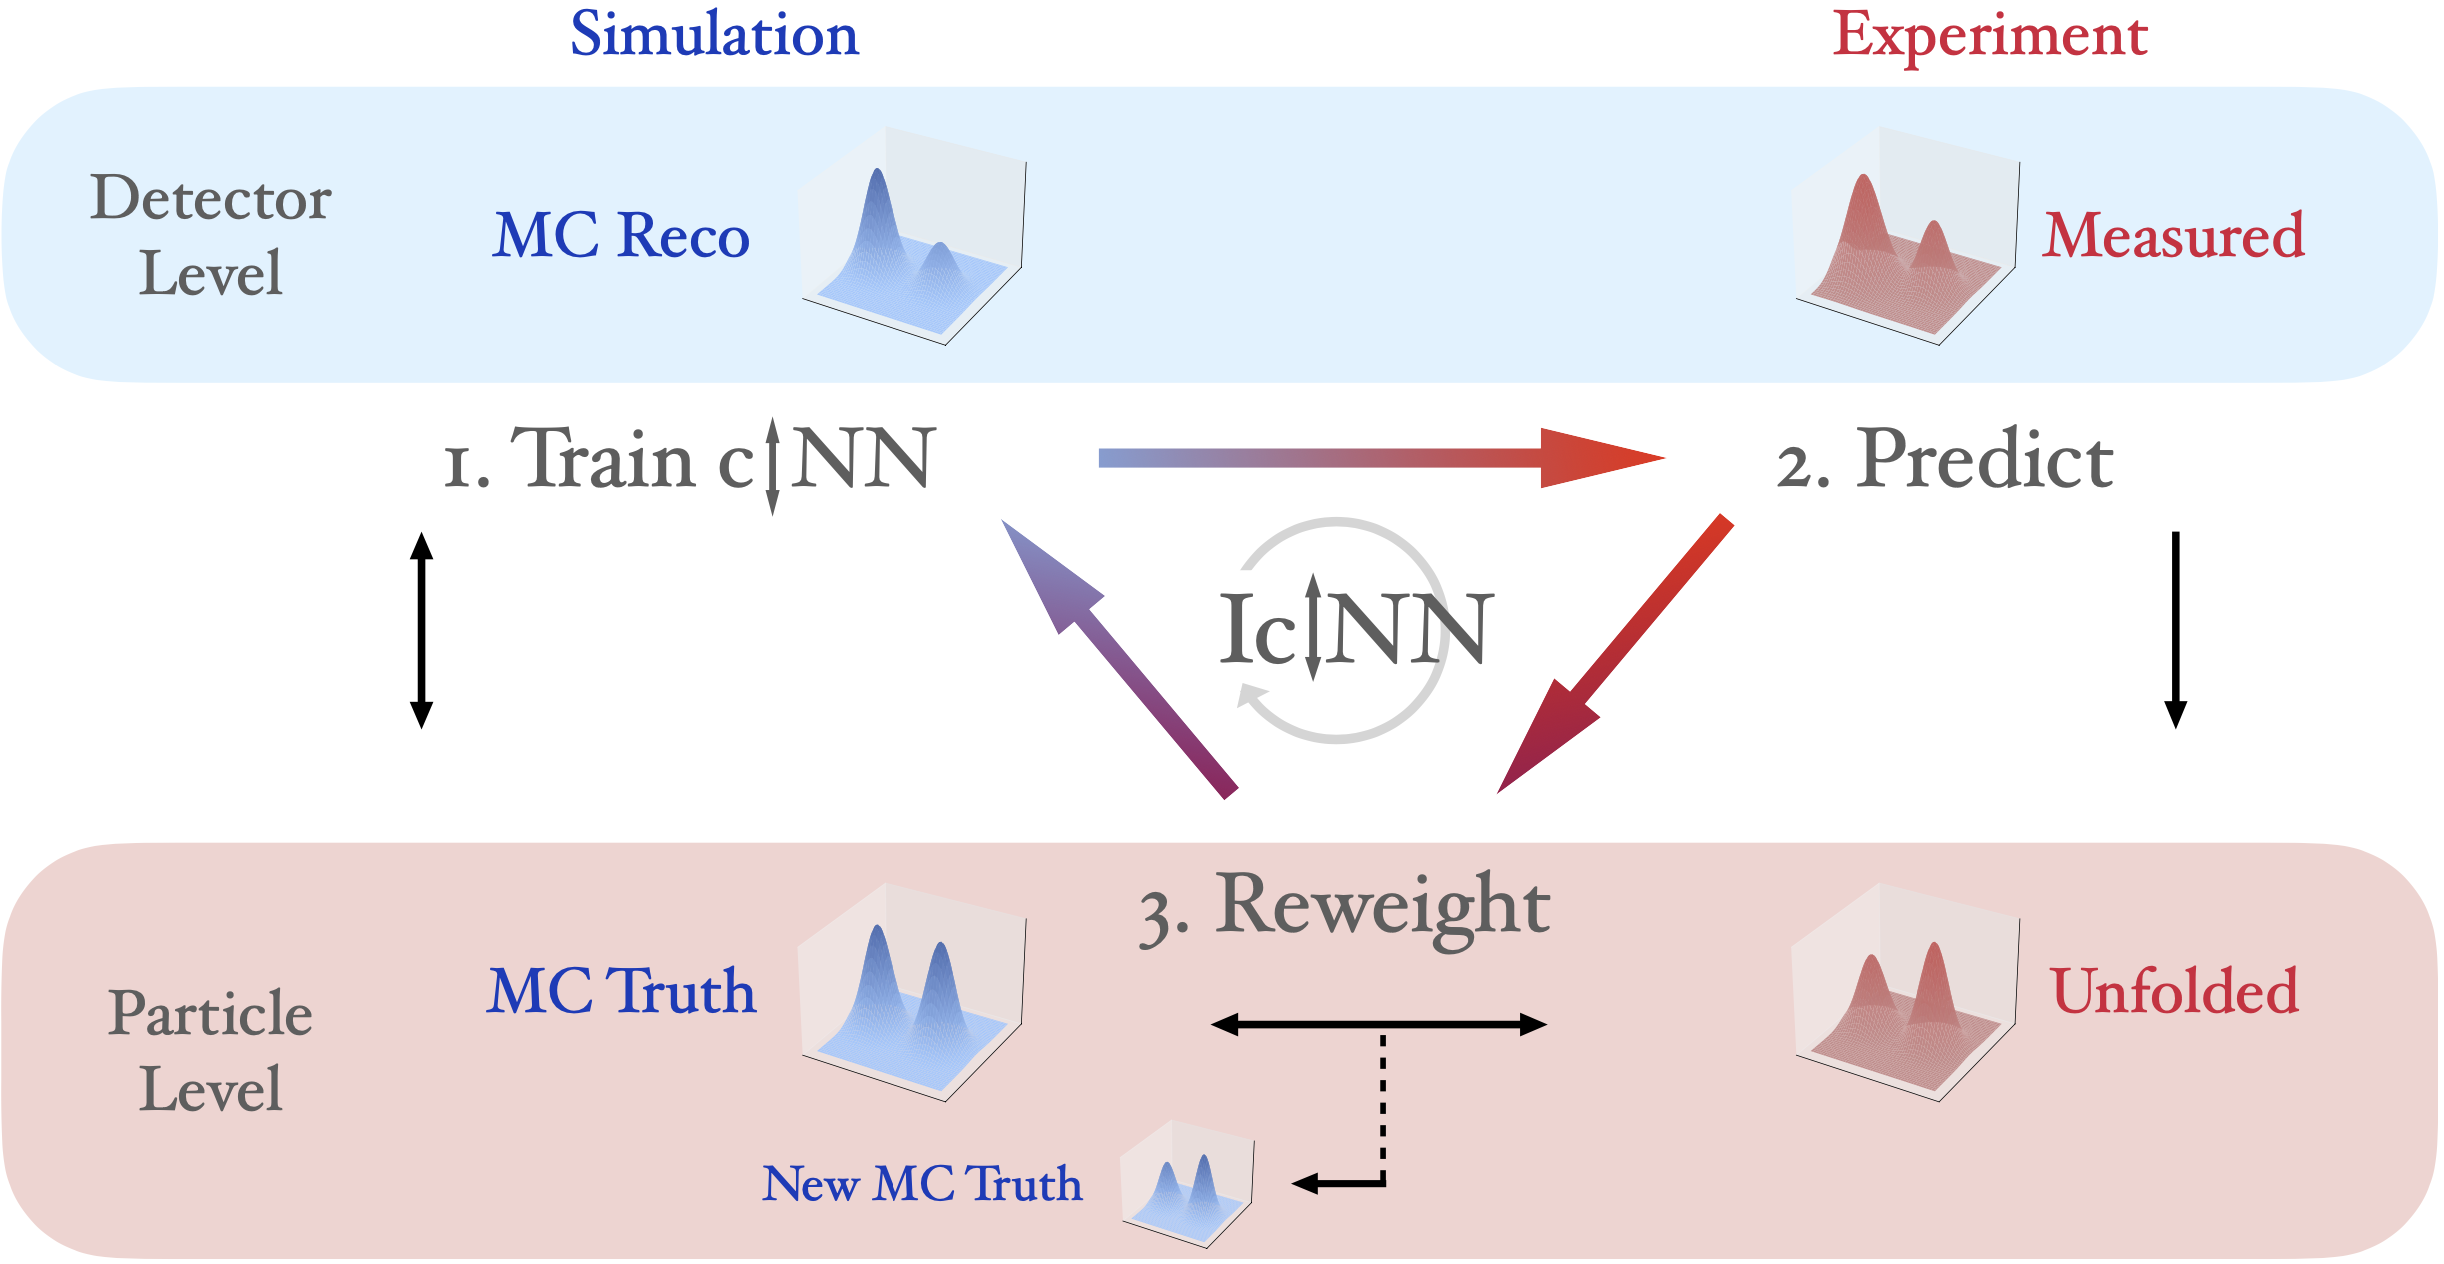 Simulation
Experiment
Detector
Level
MC Reco
Measured
1. Train c↕NN
2. Predict
Ic↕NN
3. Reweight
Particle
Level
MC Truth
Unfolded
New MC Truth